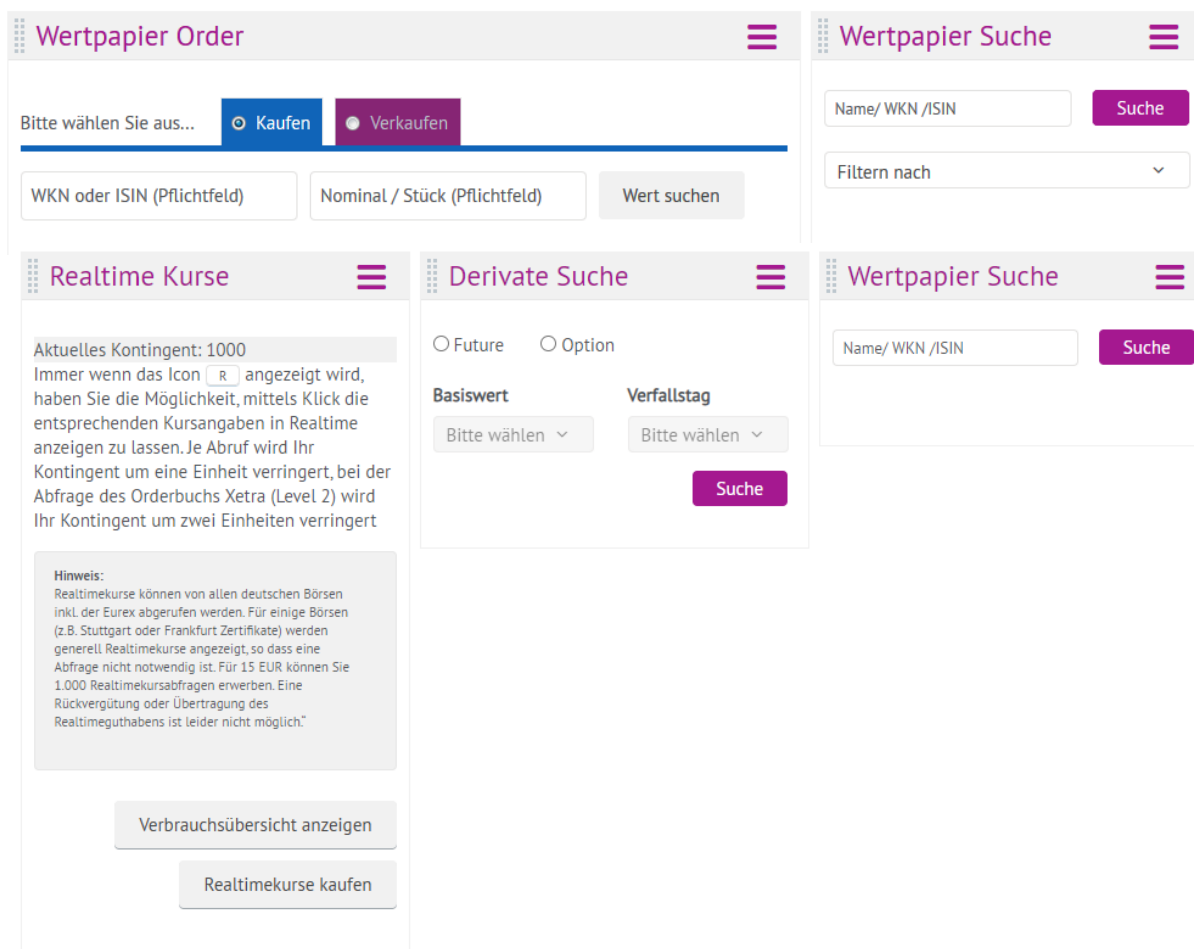 Wertpapier Order
Bitte wählen Sie aus...
Kaufen
Verkaufen
WKN oder ISIN (Pflichtfeld)
Nominal / Stück (Pflichtfeld)
Wert suchen
Wertpapier Suche
Name/ WKN /ISIN
Suche
Filtern nach
Realtime Kurse
Aktuelles Kontingent: 1000
Immer wenn das Icon R angezeigt wird,
haben Sie die Möglichkeit, mittels Klick die
entsprechenden Kursangaben in Realtime
anzeigen zu lassen. Je Abruf wird Ihr
Kontingent um eine Einheit verringert, bei der
Abfrage des Orderbuchs Xetra (Level 2) wird
Ihr Kontingent um zwei Einheiten verringert
Hinweis:
Realtimekurse können von allen deutschen Börsen
inkl. der Eurex abgerufen werden. Für einige Börsen
(z.B. Stuttgart oder Frankfurt Zertifikate) werden
generell Realtimekurse angezeigt, so dass eine
Abfrage nicht notwendig ist. Für 15 EUR können Sie
1.000 Realtimekursabfragen erwerben. Eine
Rückvergütung oder Übertragung des
Realtimeguthabens ist leider nicht möglich.“
Verbrauchsübersicht anzeigen
Realtimekurse kaufen
Derivate Suche
Future
Option
Basiswert
Verfallstag
Bitte wählen
Bitte wählen
Suche
Wertpapier Suche
Name/ WKN /ISIN
Suche